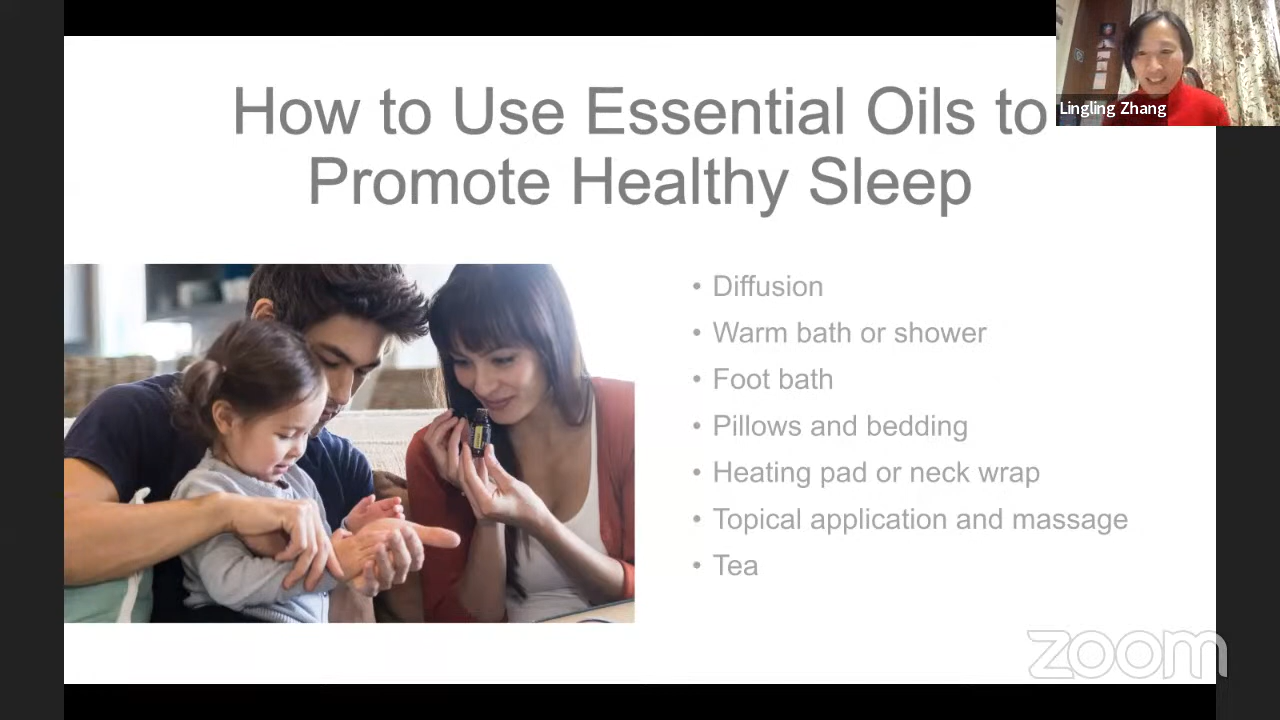 How to Use Essential Oils to
Promote Healthy Sleep
Lingling Zhang
• Diffusion
• Warm bath or shower
• Foot bath
• Pillows and bedding
• Heating pad or neck wrap
• Topical application and massage
• Tea
zoom